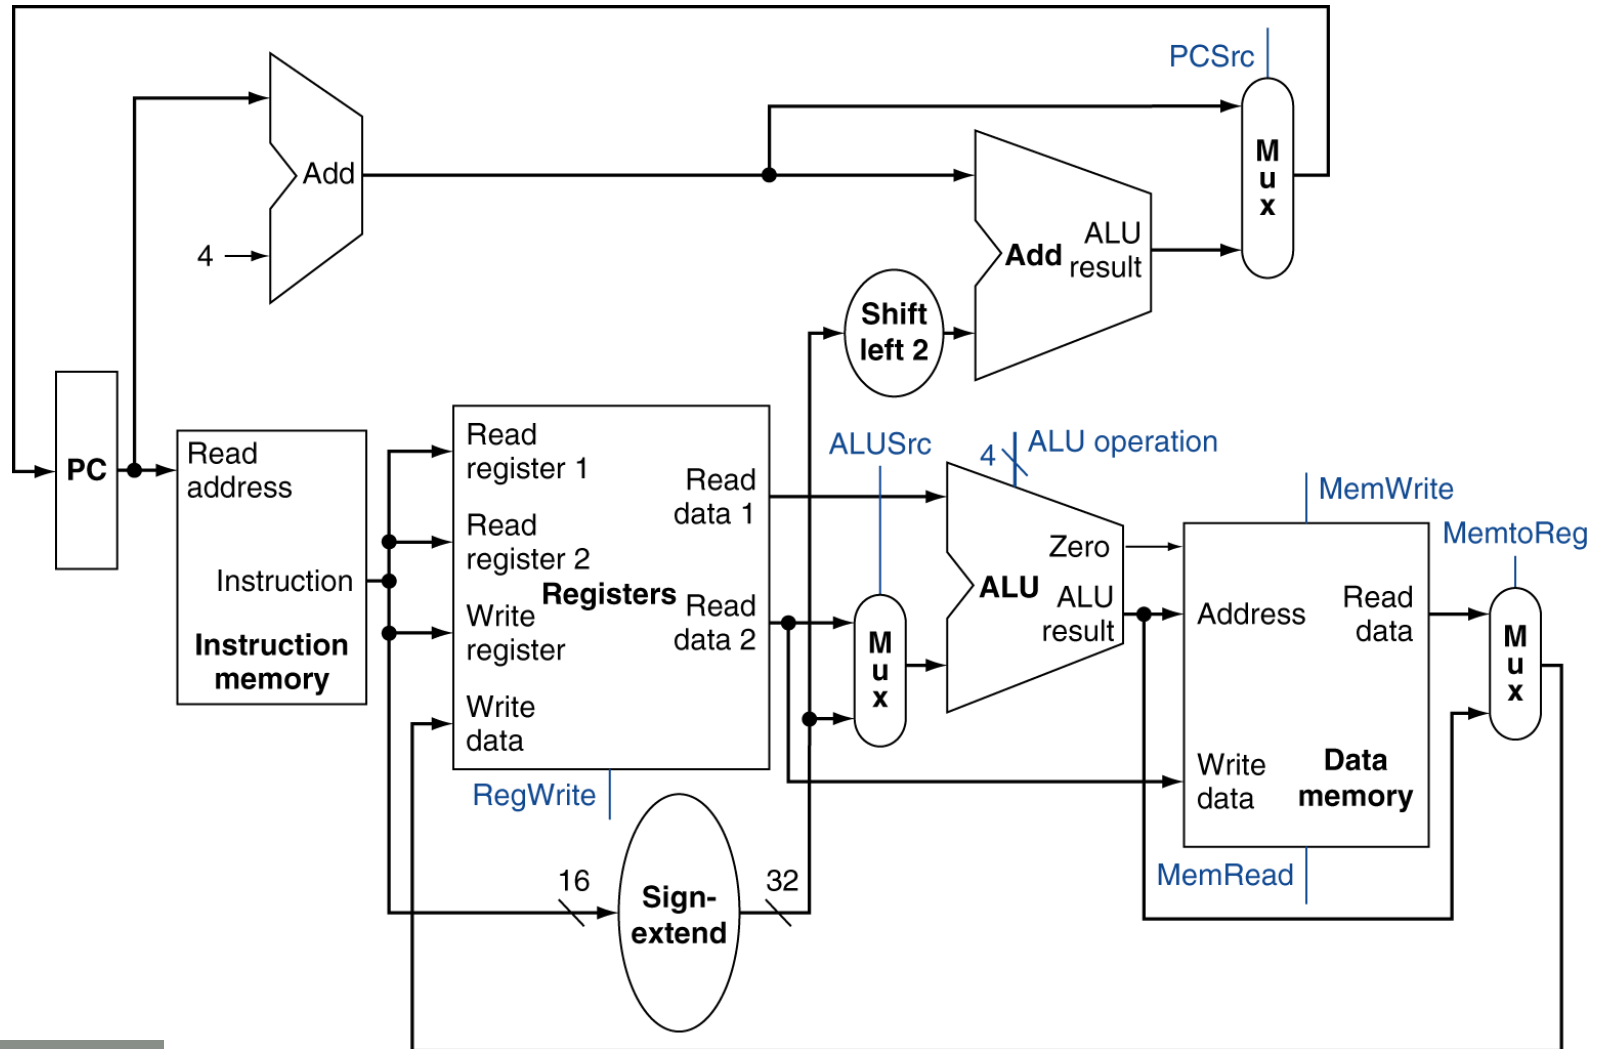 PCSrc
M
u
x
Add
4
Add
ALU
result
Shift
left 2
PC
Read
address
Instruction
Instruction
memory
Read
register 1
Read
register 2
Write
register
Write
data
Registers
Read
data 1
Read
data 2
RegWrite
16
Sign-
extend
32
ALUSrc
M
u
x
4
ALU operation
Zero
ALU
ALU
result
MemWrite
Address
Read
data
Write
data
Data
memory
MemRead
MemtoReg
M
u
x